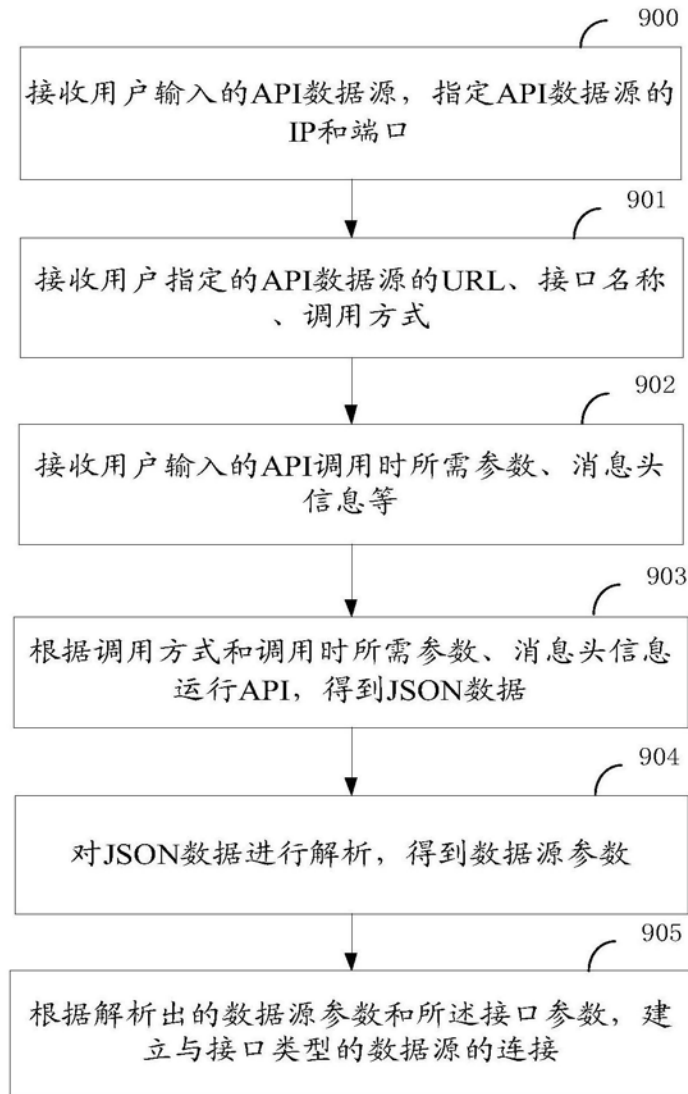 900
接收用户输入的API数据源，指定API数据源的
IP和端口
901
接收用户指定的API数据源的URL、接口名称
、调用方式
902
接收用户输入的API调用时所需参数、消息头
信息等
903
根据调用方式和调用时所需参数、消息头信息
运行API，得到JSON数据
904
对JSON数据进行解析，得到数据源参数
905
根据解析出的数据源参数和所述接口参数，建
立与接口类型的数据源的连接